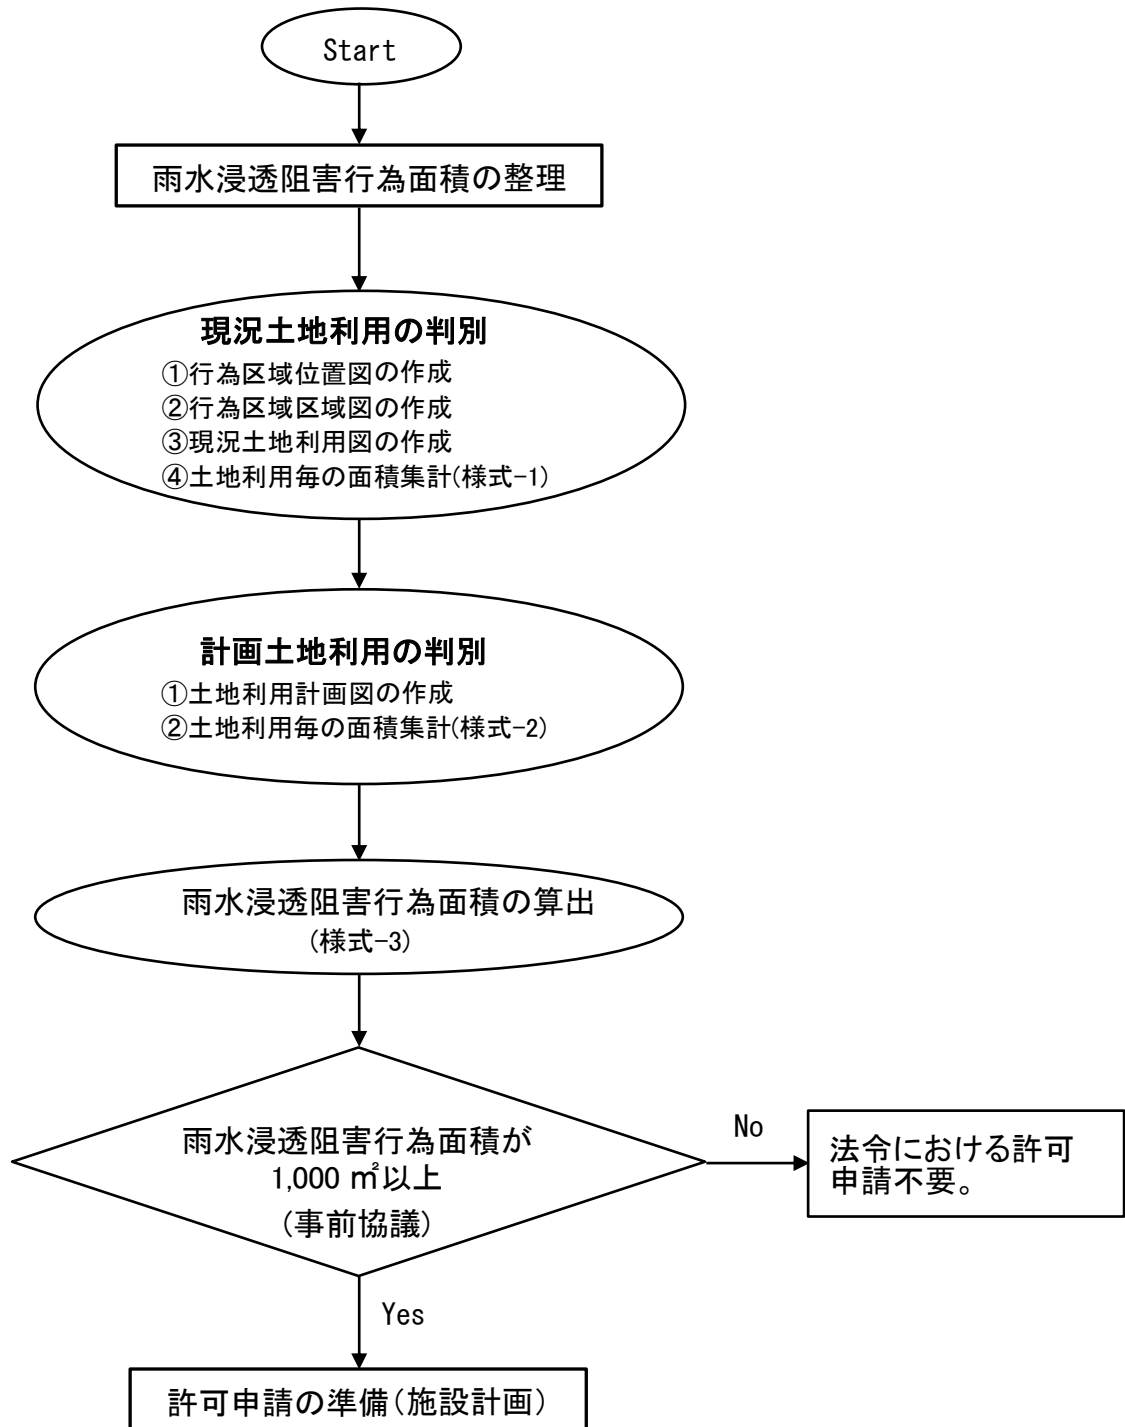 Start
雨水浸透阻害行為面積の整理
現況土地利用の判別
①行為区域位置図の作成
②行為区域区域図の作成
③現況土地利用図の作成
④土地利用毎の面積集計(様式-1)
計画土地利用の判別
①土地利用計画図の作成
②土地利用毎の面積集計(様式-2)
雨水浸透阻害行為面積の算出
(様式-3)
雨水浸透阻害行為面積が
1,000 ㎡以上
(事前協議)
No
法令における許可
申請不要。
Yes
許可申請の準備(施設計画)